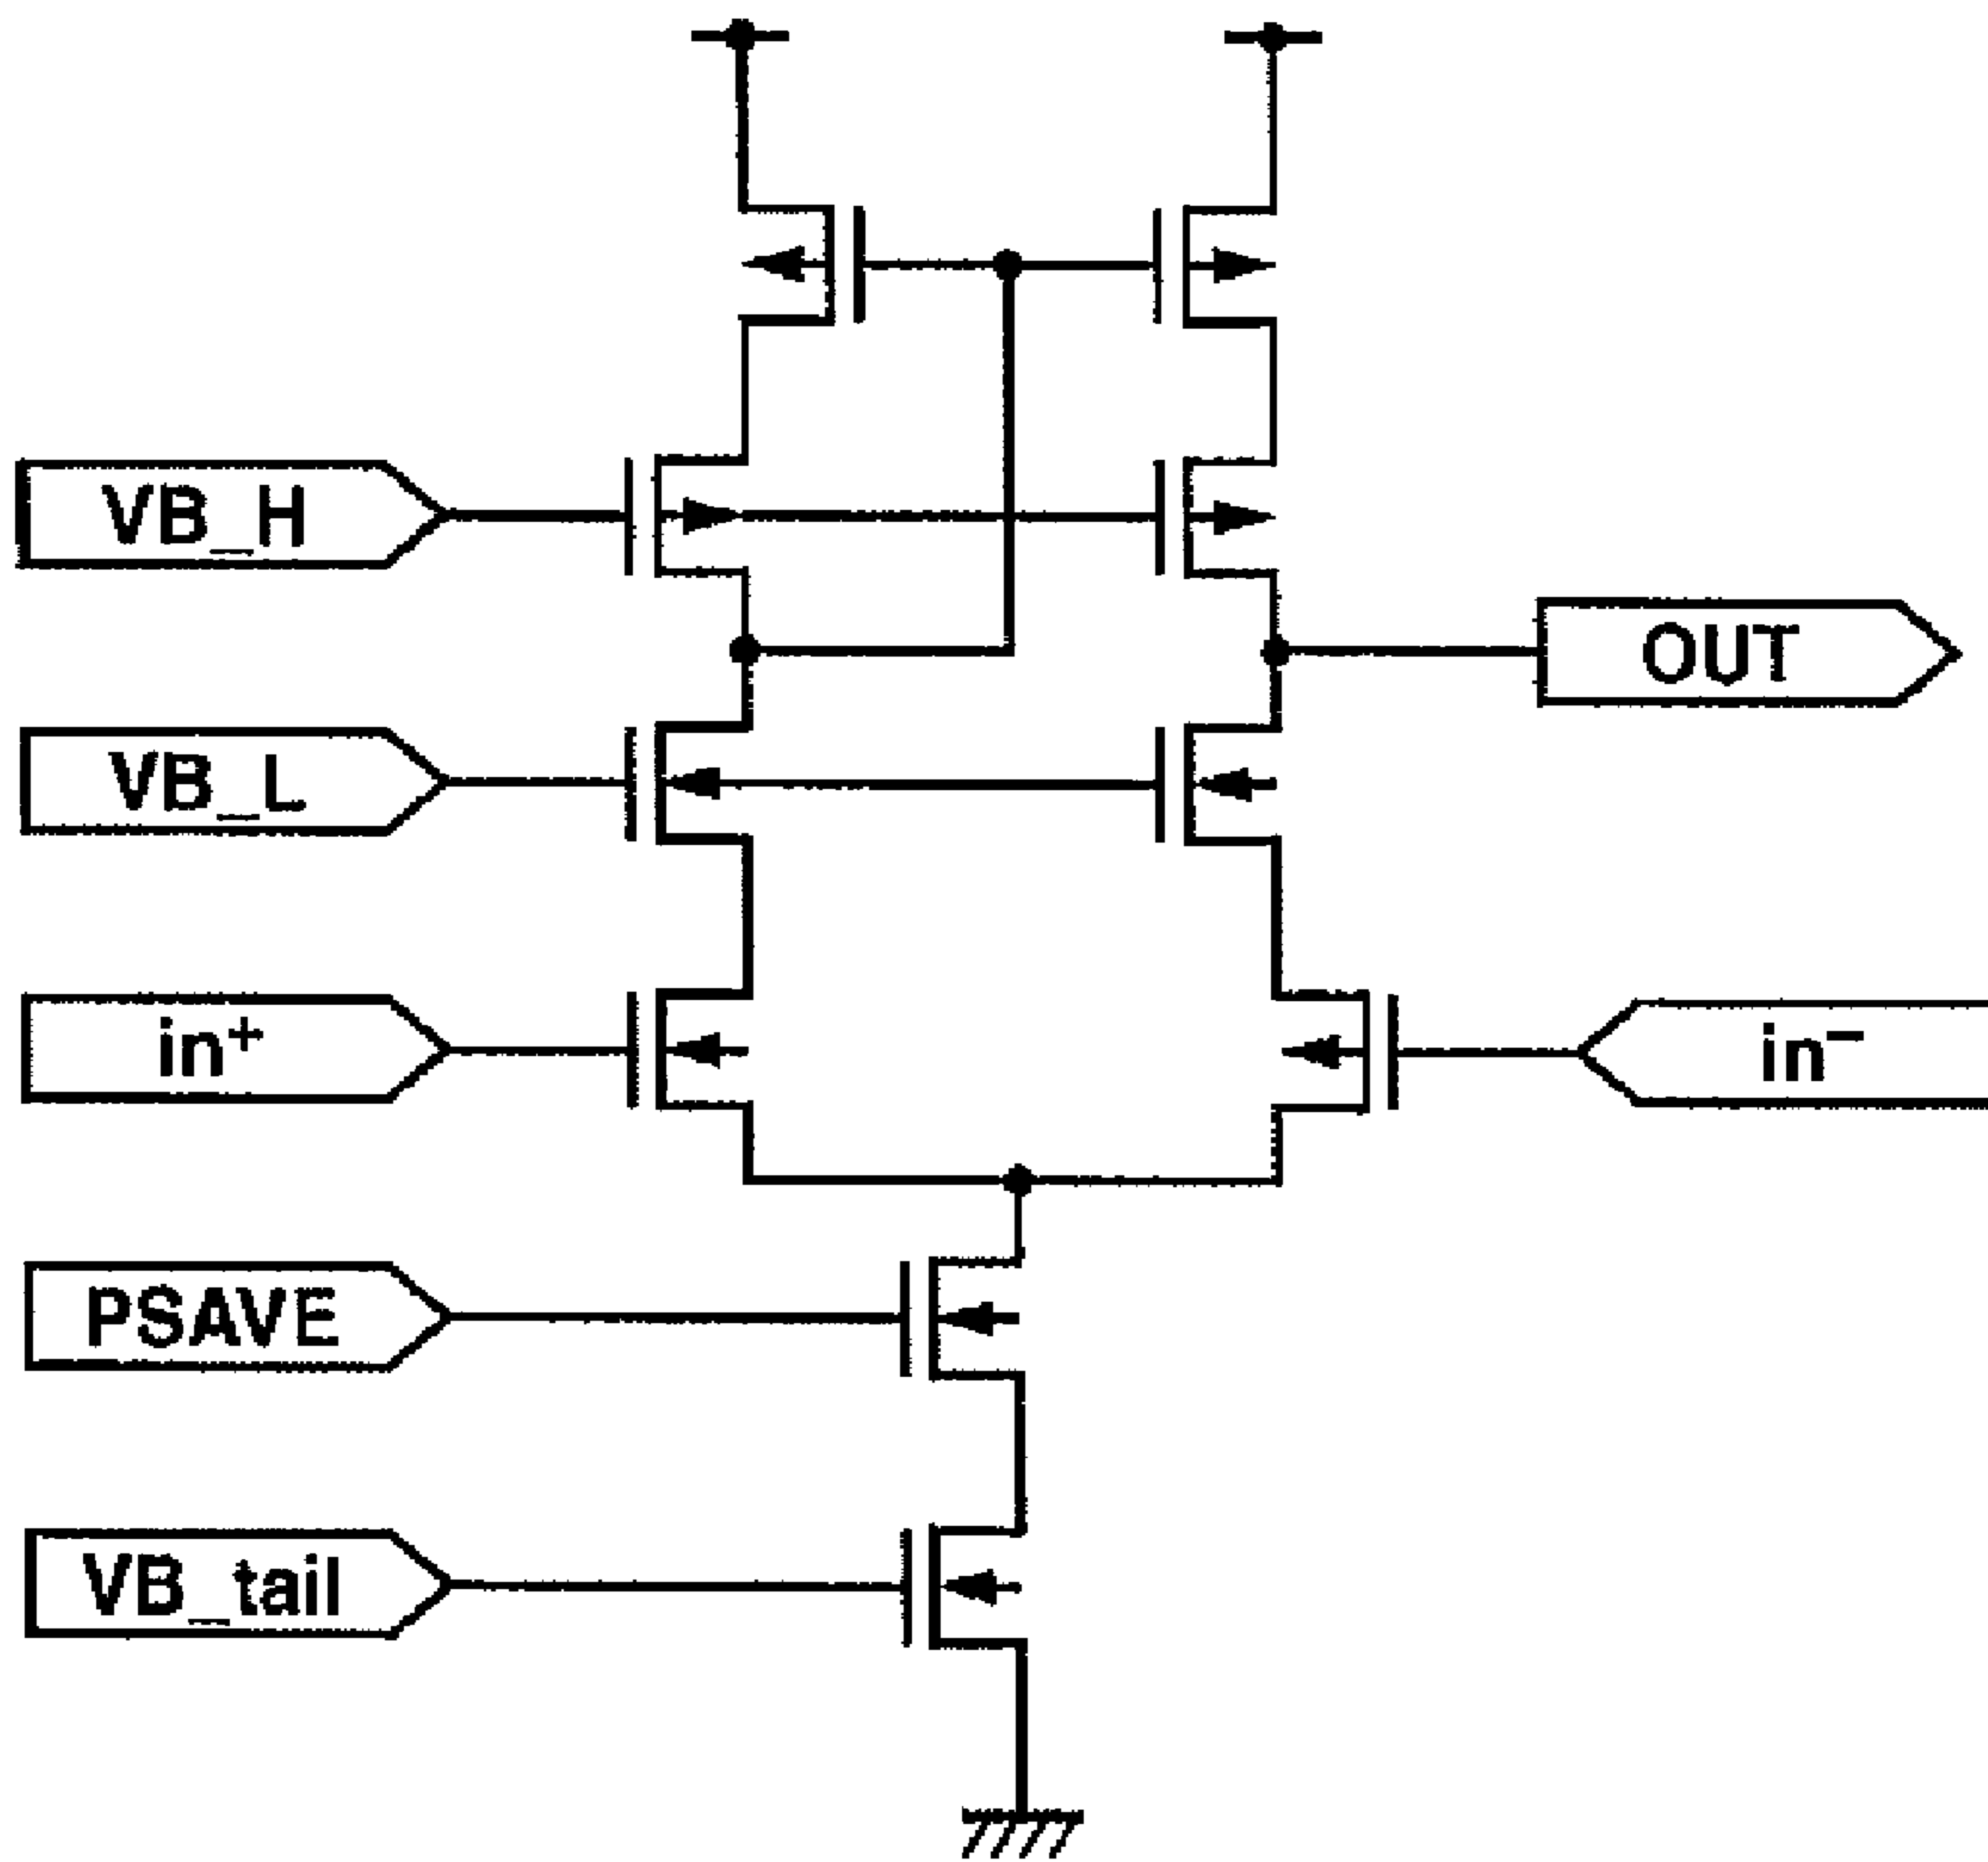 VB_H
OUT
VB_L
in+
in−
PSAVE
VB_tail